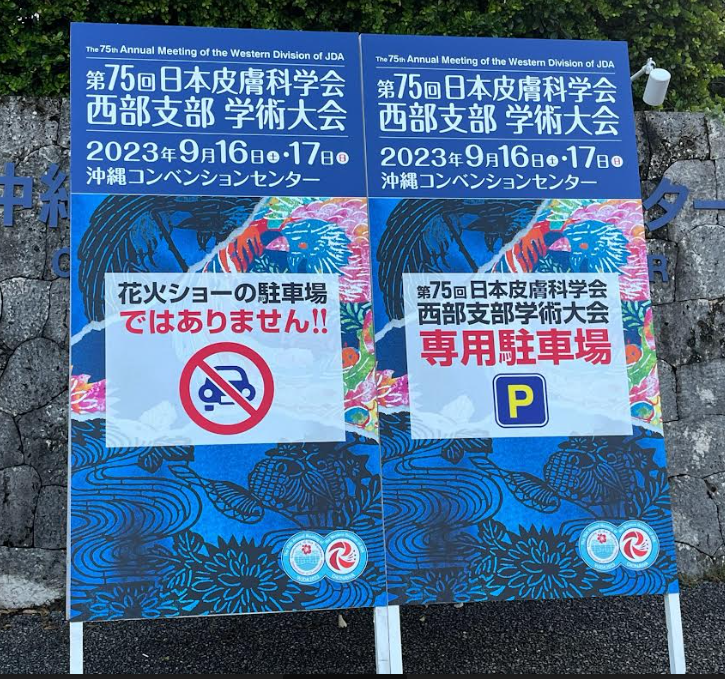 The 75th Annual Meeting of the Western Division of JDA
第75回日本皮膚科学会
西部支部 学術大会
2023年9月16日土・17日日
沖縄コンベンションセンター
花火ショーの駐車場
ではありません!!
The 75th Annual Meeting of the Western Division of JDA
第75回日本皮膚科学会
西部支部 学術大会
2023年9月16日土・17日日
沖縄コンベンションセンター
第75回日本皮膚科学会
西部支部学術大会
専用駐車場
P
沖縄
ター